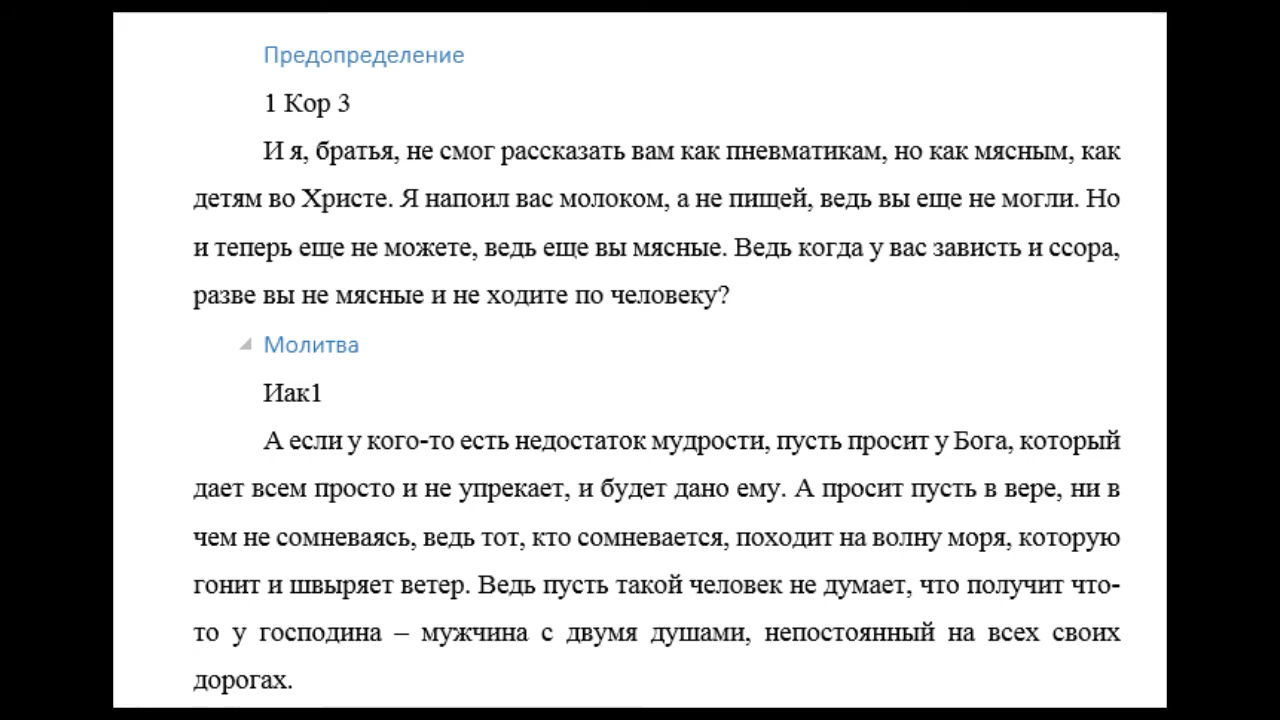 Предопределение
1 Кор 3
И я, братья, не смог рассказать вам как пневматикам, но как мясным, как
детям во Христе. Я напоил вас молоком, а не пищей, ведь вы еще не могли. Но
и теперь еще не можете, ведь еще вы мясные. Ведь когда у вас зависть и ссора,
разве вы не мясные и не ходите по человеку?
Молитва
Иак1
А если у кого-то есть недостаток мудрости, пусть просит у Бога, который
дает всем просто и не упрекает, и будет дано ему. А просит пусть в вере, ни в
чем не сомневаясь, ведь тот, кто сомневается, походит на волну моря, которую
гонит и швыряет ветер. Ведь пусть такой человек не думает, что получит что-
то у господина – мужчина с двумя душами, непостоянный на всех своих
дорогах.